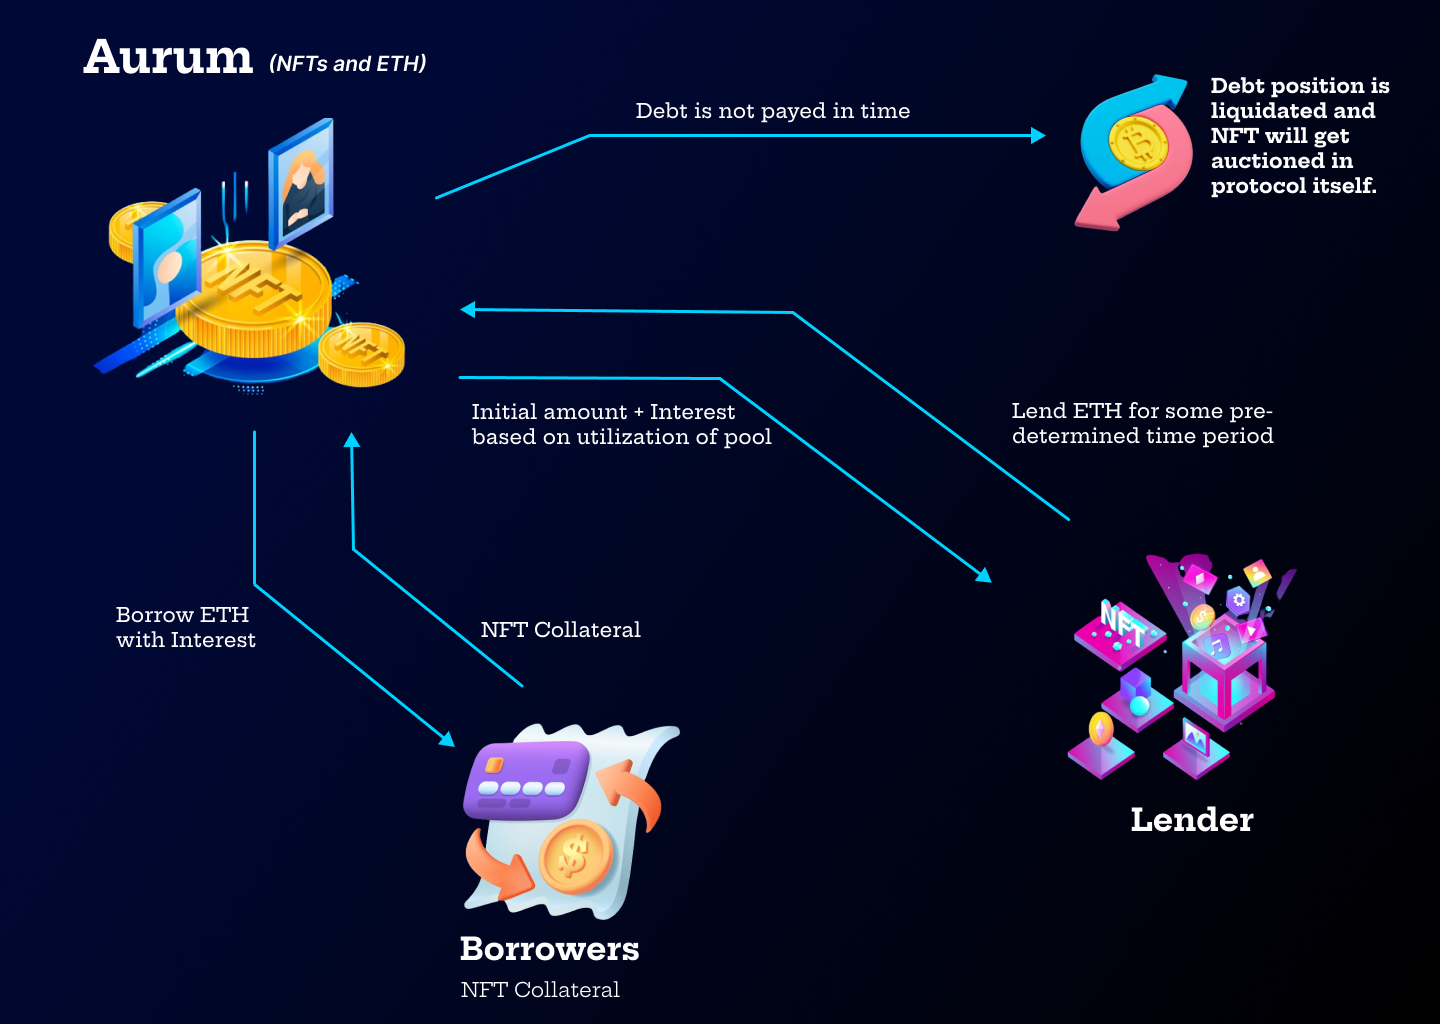 Aurum (NFTs and ETH)
Debt is not payed in time
Debt position is
liquidated and
NFT will get
auctioned in
protocol itself.
NFT
NFT
Initial amount + Interest
based on utilization of pool
Lend ETH for some pre-
determined time period
Borrow ETH
with Interest
NFT Collateral
NFT
Lender
Borrowers
NFT Collateral